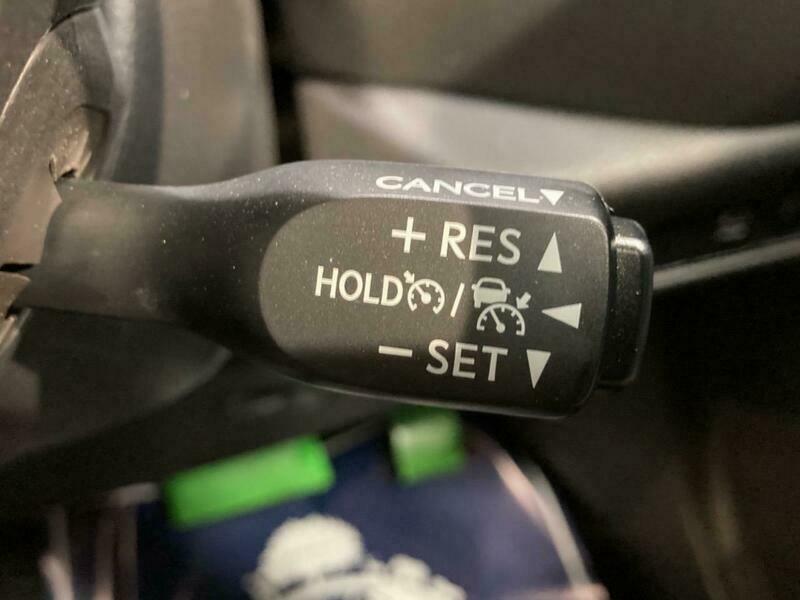 CANCEL
+ RES
HOLD /
− SET